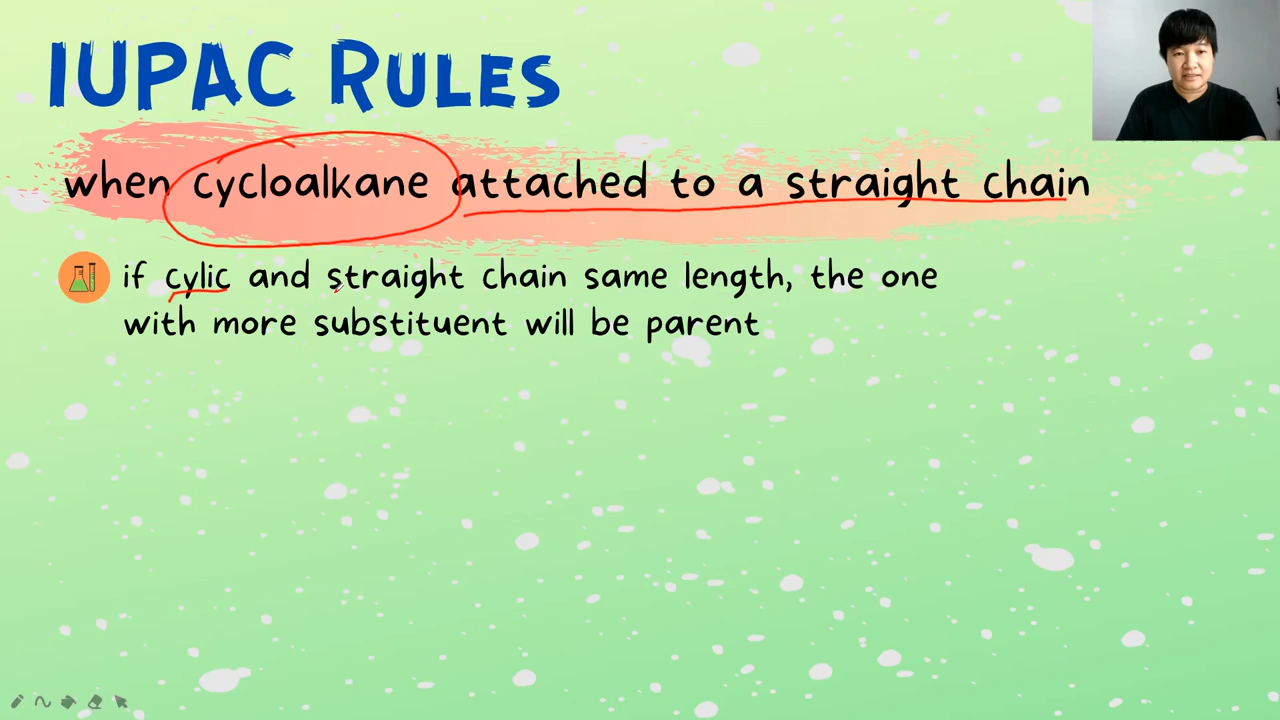 IUPAC RULES
when cycloalkane attached to a straight chain
if cylic and straight chain same length, the one
with more substituent will be parent